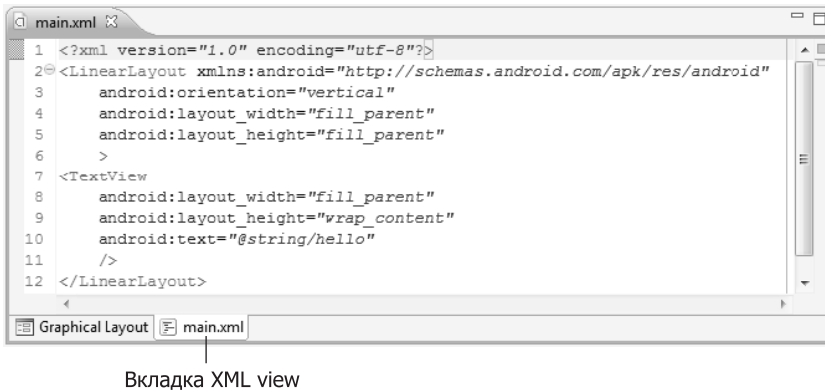 main.xml
1 <?xml version="1.0" encoding="utf-8"?>
2 <LinearLayout xmlns:android="http://schemas.android.com/apk/res/android"
3 android:orientation="vertical"
4 android:layout_width="fill_parent"
5 android:layout_height="fill_parent"
6 >
7 <TextView
8 android:layout_width="fill_parent"
9 android:layout_height="wrap_content"
10 android:text="@string/hello"
11 />
12 </LinearLayout>
Graphical Layout main.xml
Вкладка XML view